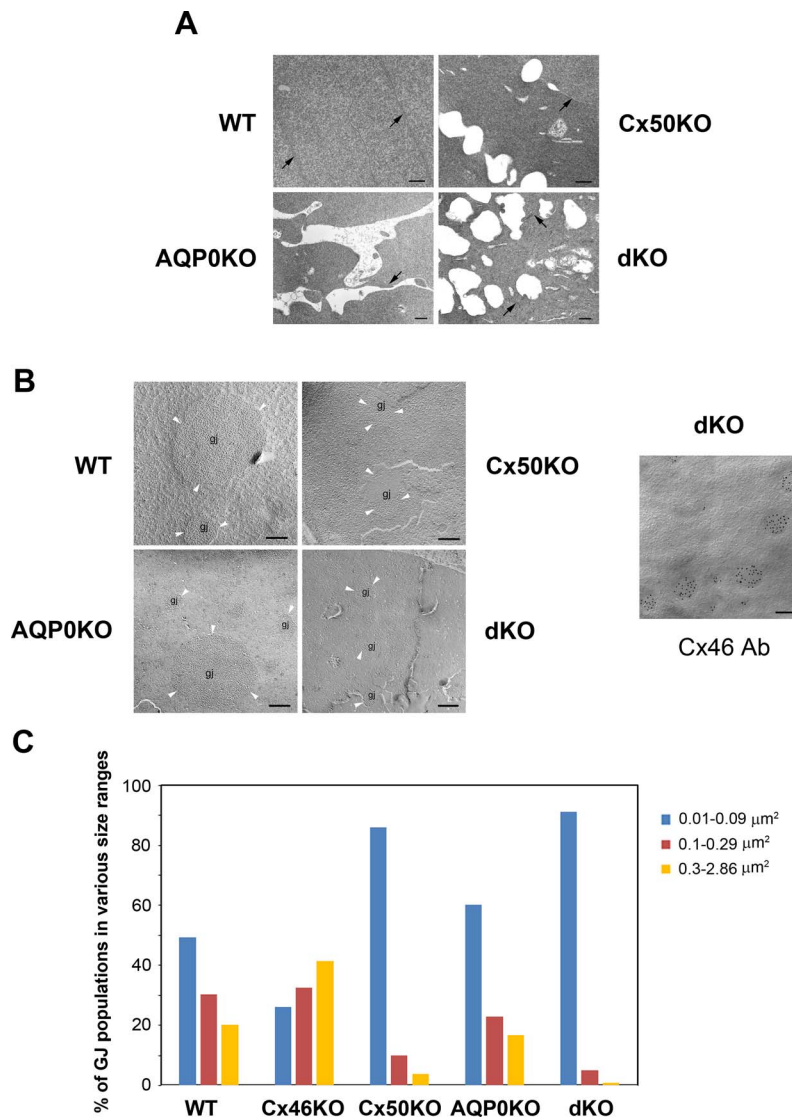 A
WT
Cx50KO
AQP0KO
dKO
B
WT
gj
gj
gj
gj
Cx50KO
dKO
AQP0KO
gj
gj
gj
gj
gj
dKO
Cx46 Ab
C
% of GJ populations in various size ranges
100
80
60
40
20
0
WT Cx46KO Cx50KO AQP0KO dKO
0.01-0.09 μm²
0.1-0.29 μm²
0.3-2.86 μm²